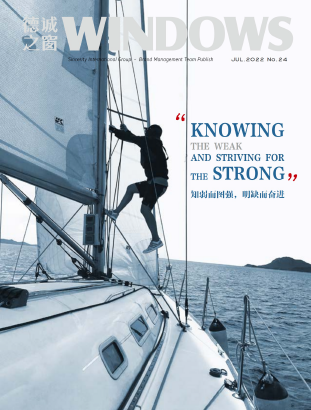 德城之窗 WINDOWS
Sincerity International Group · Brand Management Team Publish JUL. 2022 No. 24
“KNOWING
THE WEAK
AND STRIVING FOR
THE STRONG”
知弱而图强，明缺而奋进